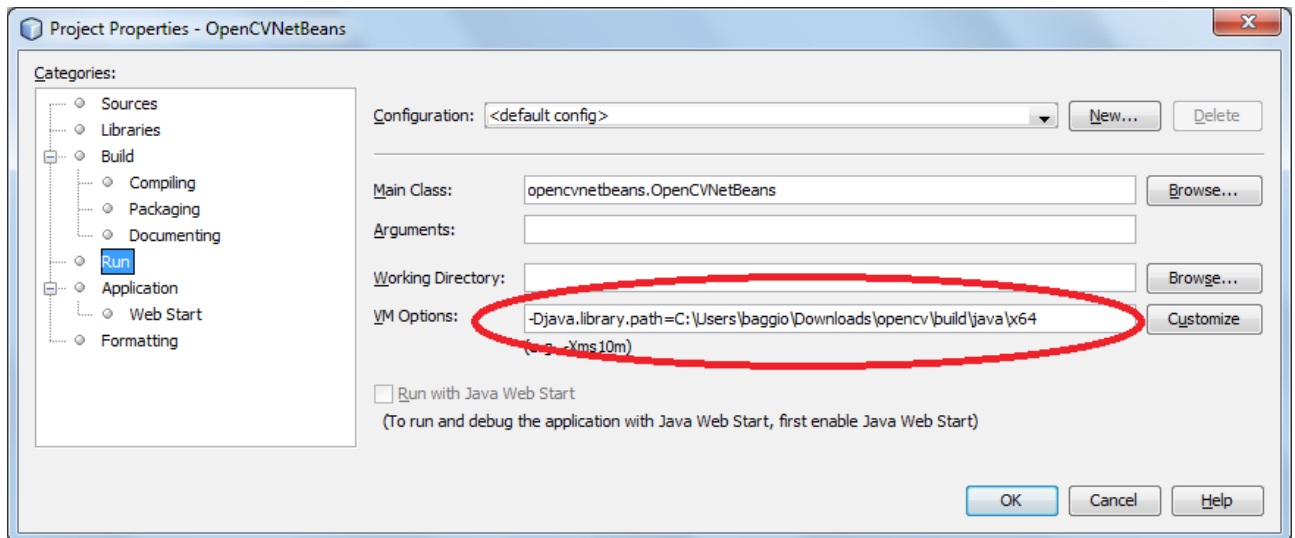 Project Properties - OpenCVNetBeans
Categories:
Sources
Libraries
Build
Compiling
Packaging
Documenting
Run
Application
Web Start
Formatting
Configuration: <default config> New... Delete
Main Class: opencvnetbeans.OpenCVNetBeans Browse...
Arguments:
Working Directory: Browse...
VM Options: -Djava.library.path=C:\Users\baggio\Downloads\opencv\build\java\x64 Customize
(e.g. -Xms10m)
Run with Java Web Start
(To run and debug the application with Java Web Start, first enable Java Web Start)
OK Cancel Help